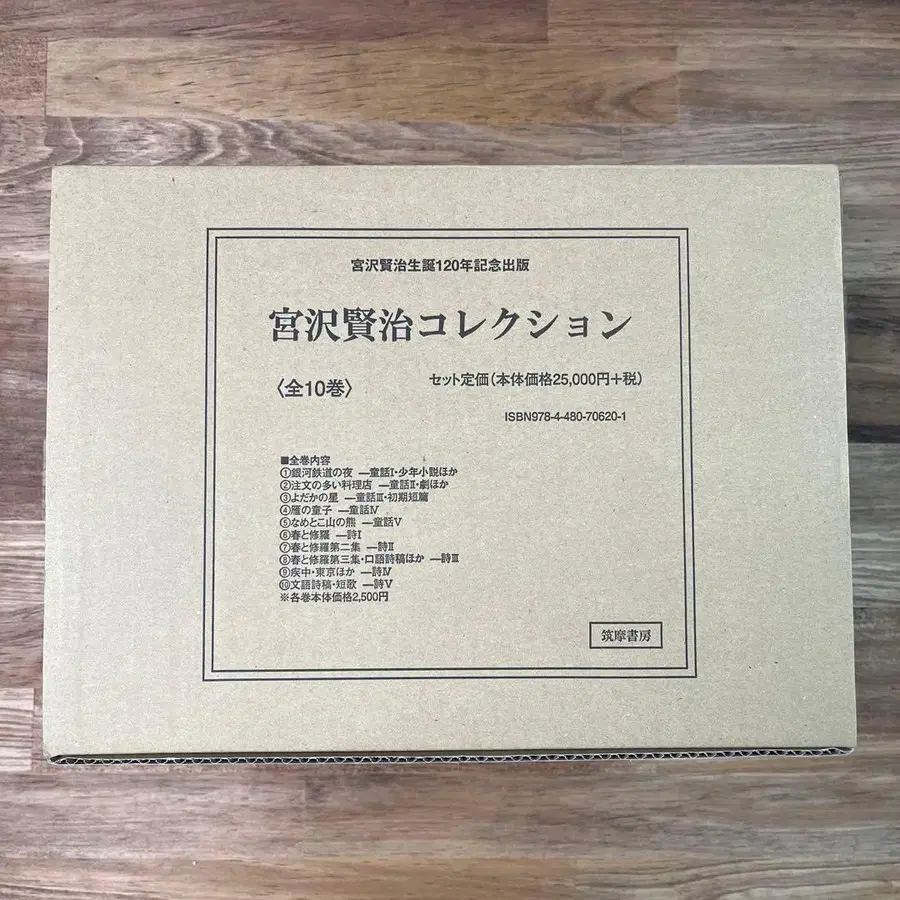 宮沢賢治生誕120年記念出版
宮沢賢治コレクション
〈全10巻〉 セット定価(本体価格25,000円+税)
ISBN978-4-480-70620-1
■全巻内容
①銀河鉄道の夜 ―童話Ⅰ・少年小説ほか
②注文の多い料理店 ―童話Ⅱ・劇ほか
③よだかの星 ―童話Ⅲ・初期短篇
④雁の童子 ―童話Ⅳ
⑤なめとこ山の熊 ―童話Ⅴ
⑥春と修羅 ―詩Ⅰ
⑦春と修羅第二集 ―詩Ⅱ
⑧春と修羅第三集・口語詩稿ほか ―詩Ⅲ
⑨疾中・東京ほか ―詩Ⅳ
⑩文語詩稿・短歌 ―詩Ⅴ
※各巻本体価格2,500円
筑摩書房